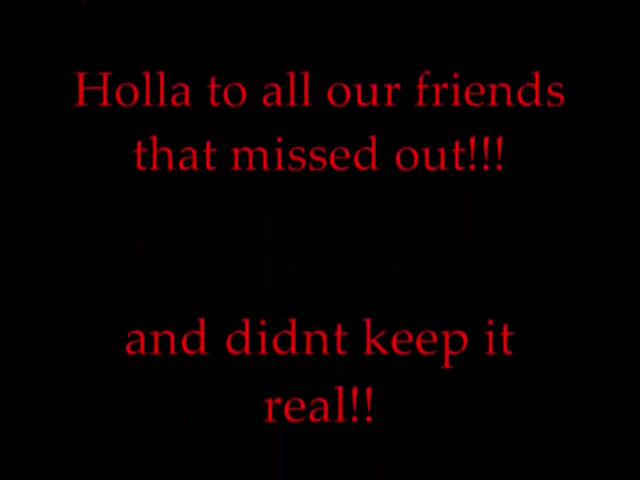 Holla to all our friends
that missed out!!!
and didnt keep it
real!!